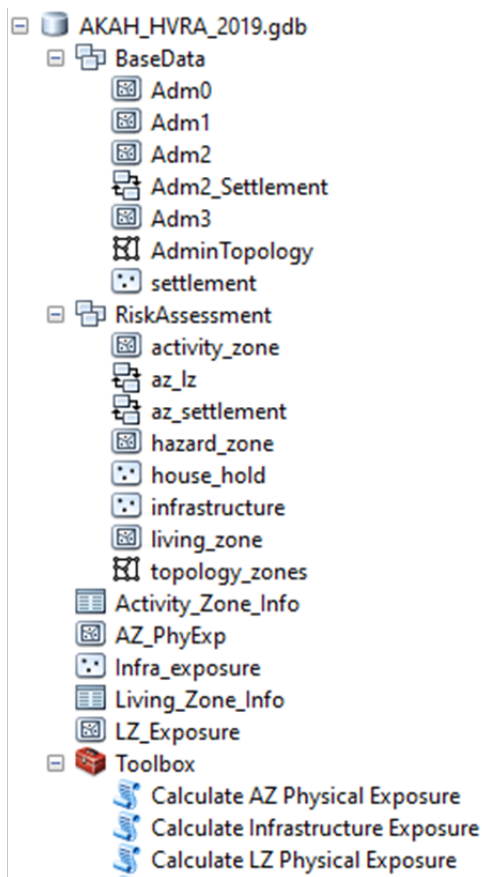 AKAH_HVRA_2019.gdb
BaseData
Adm0
Adm1
Adm2
Adm2_Settlement
Adm3
AdminTopology
settlement
RiskAssessment
activity_zone
az_lz
az_settlement
hazard_zone
house_hold
infrastructure
living_zone
topology_zones
Activity_Zone_Info
AZ_PhyExp
Infra_exposure
Living_Zone_Info
LZ_Exposure
Toolbox
Calculate AZ Physical Exposure
Calculate Infrastructure Exposure
Calculate LZ Physical Exposure